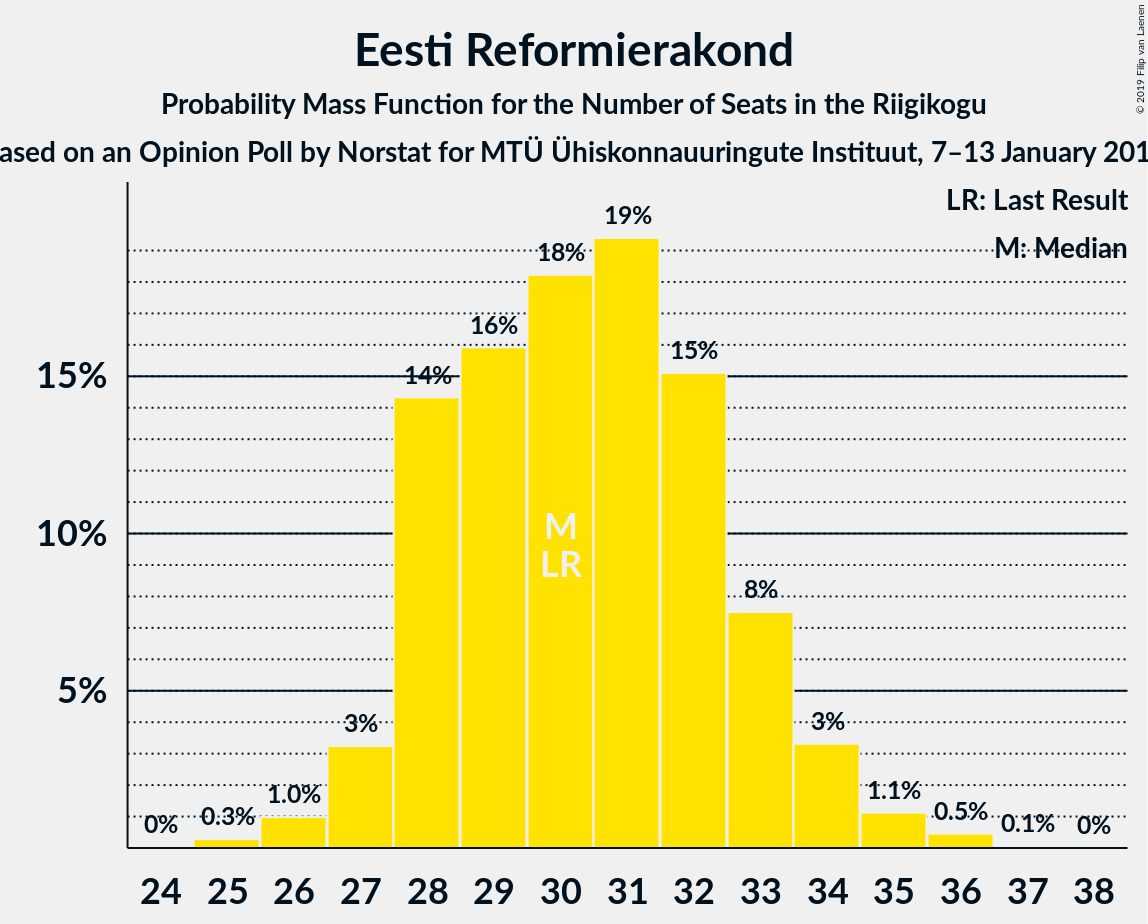 © 2019 Filip van Laenen
Eesti Reformierakond
Probability Mass Function for the Number of Seats in the Riigikogu
ased on an Opinion Poll by Norstat for MTÜ Ühiskonnauuringute Instituut, 7–13 January 201
LR: Last Result
M: Median
19%
18%
16%
15%
14%
15%
10%
M
LR
8%
5%
3%
3%
1.0%
1.1%
0%
0.3%
0.5%
0.1%
0%
24 25 26 27 28 29 30 31 32 33 34 35 36 37 38